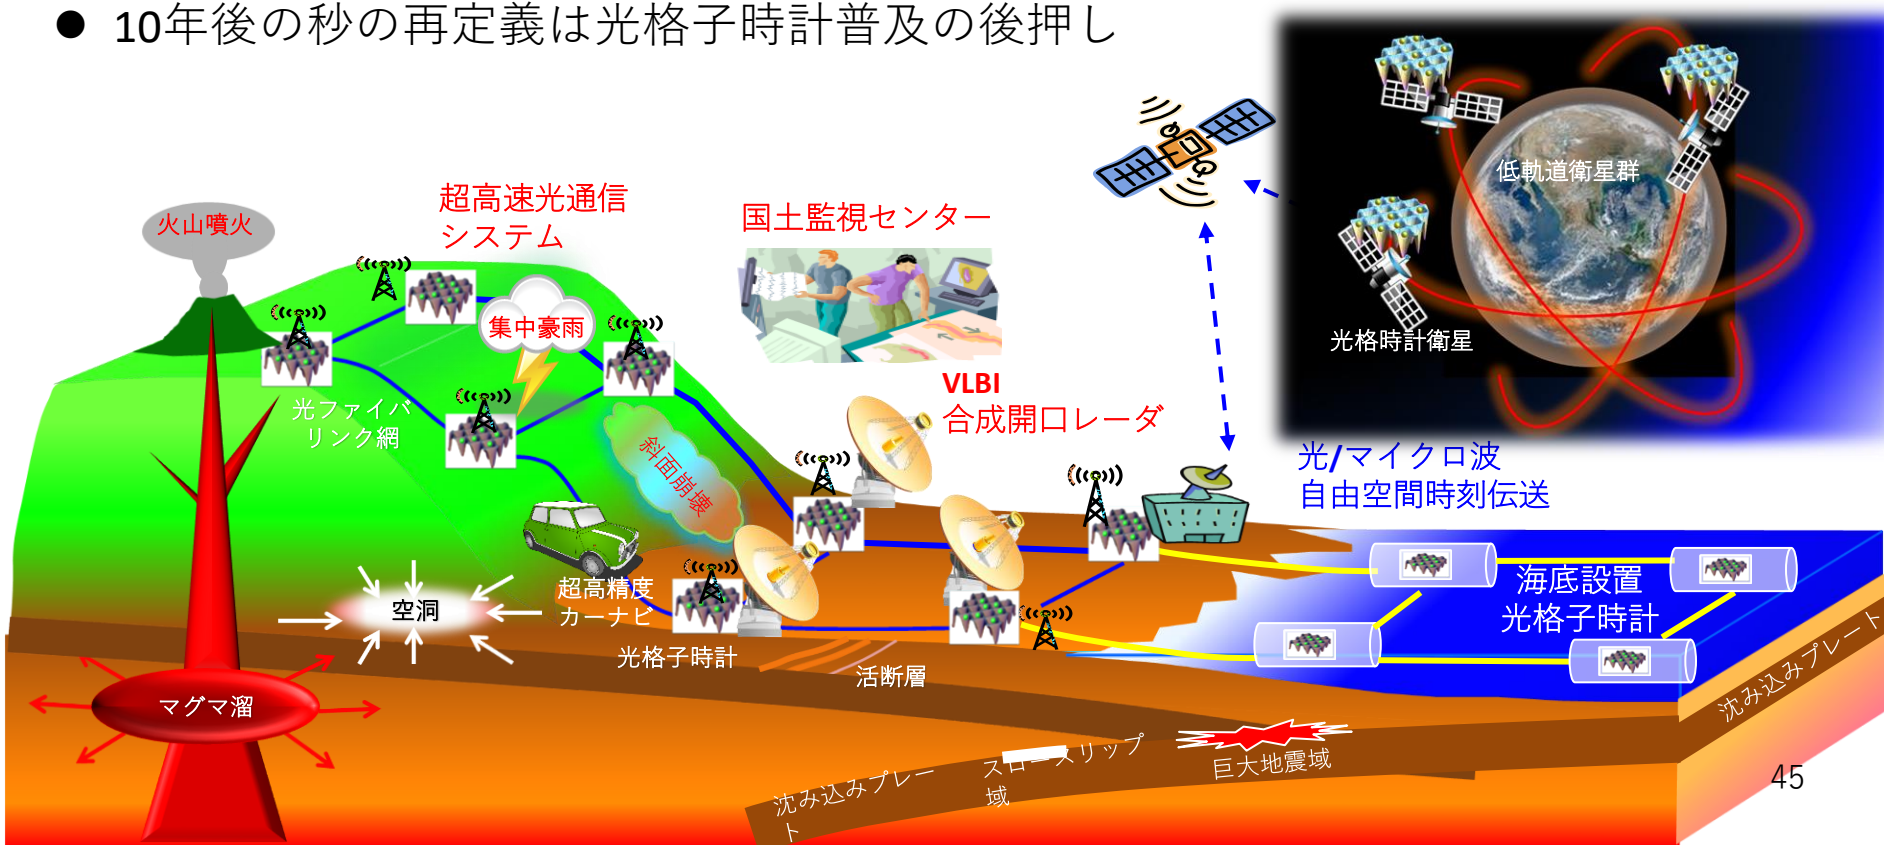 ● 10年後の秒の再定義は光格子時計普及の後押し
火山噴火
超高速光通信
システム
国土監視センター
低軌道衛星群
集中豪雨
光格時計衛星
VLBI
合成開口レーダ
光ファイバ
リンク網
斜面崩壊
光/マイクロ波
自由空間時刻伝送
超高精度
カーナビ
空洞
海底設置
光格子時計
光格子時計
活断層
マグマ溜
沈み込みプレート
スロースリップ
域
巨大地震域
沈み込みプレー
ト
45